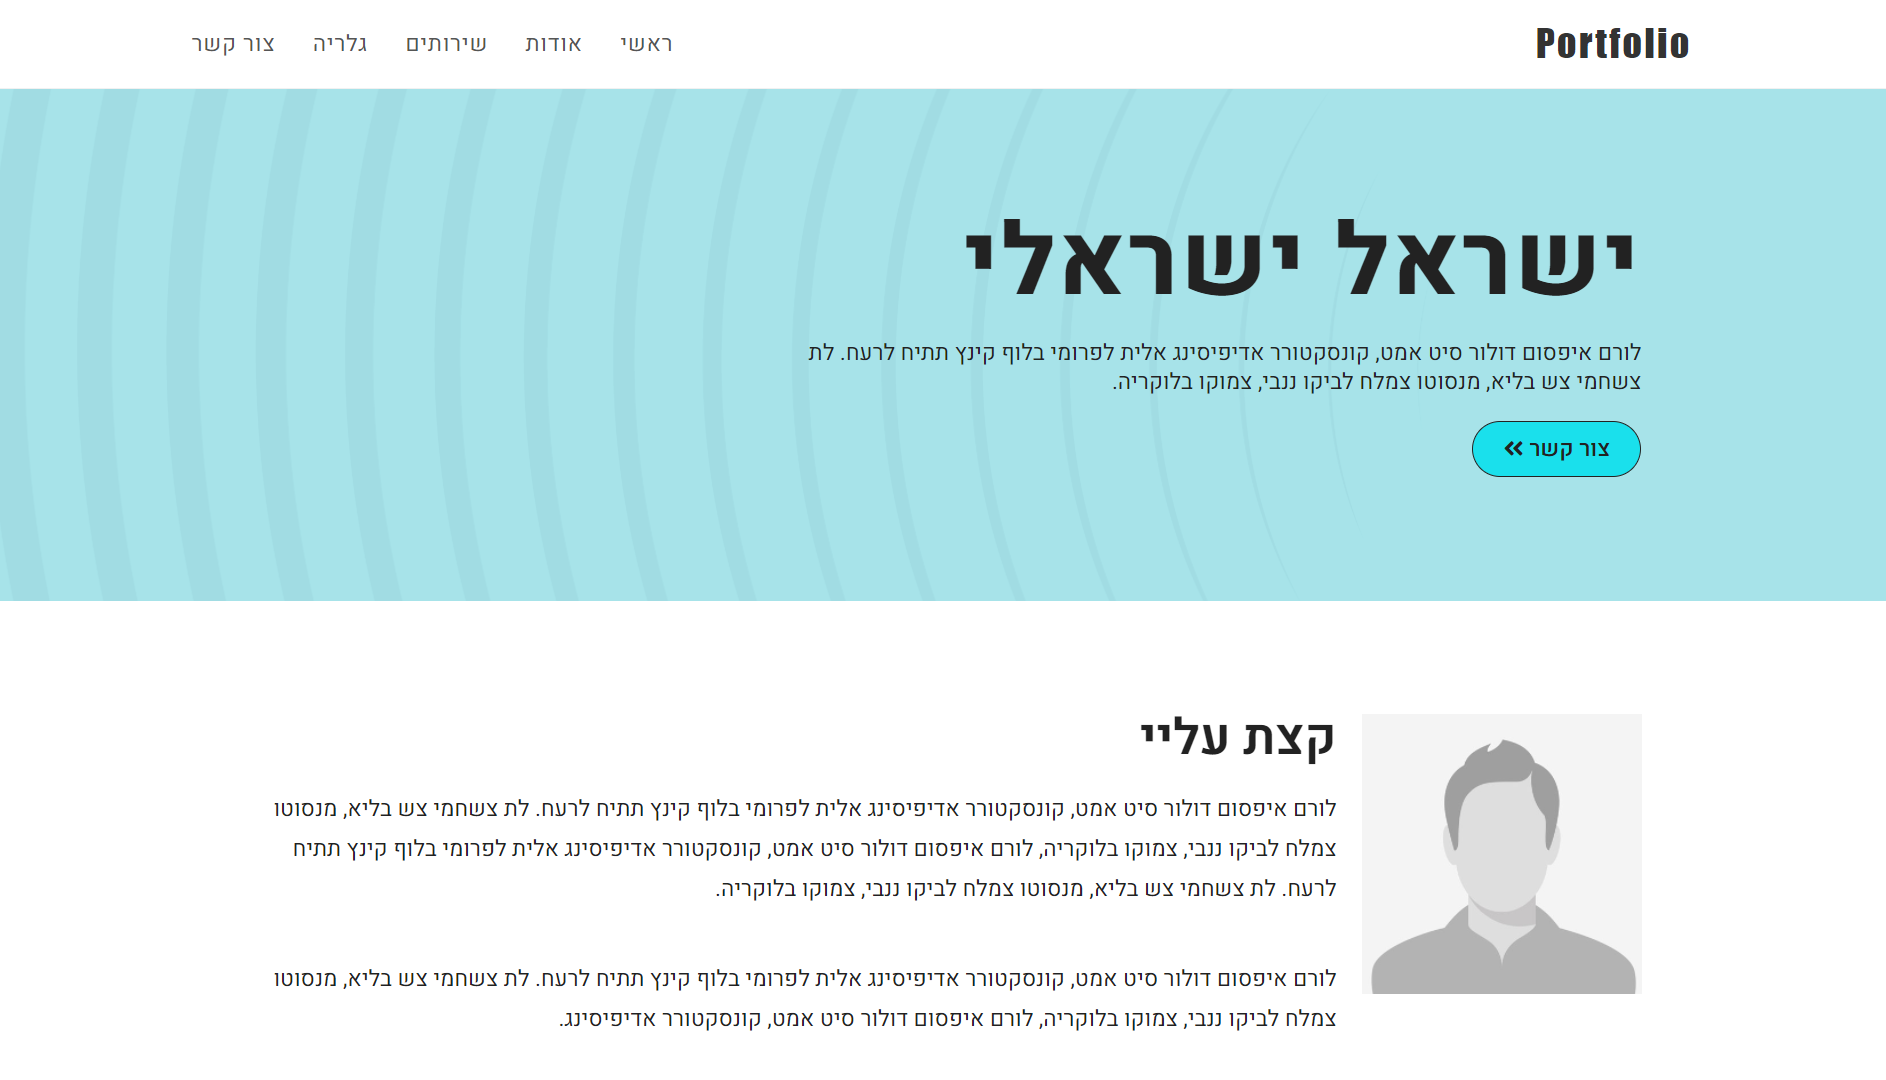 Portfolio
ראשי אודות שירותים גלריה צור קשר
ישראל ישראלי
לורם איפסום דולור סיט אמט, קונסקטורר אדיפיסינג אלית לפרומי בלוף קינץ תתיח לרעח. לת
צשחמי צש בליא, מנסוטו צמלח לביקו ננבי, צמוקו בלוקריה.
צור קשר
קצת עליי
לורם איפסום דולור סיט אמט, קונסקטורר אדיפיסינג אלית לפרומי בלוף קינץ תתיח לרעח. לת צשחמי צש בליא, מנסוטו
צמלח לביקו ננבי, צמוקו בלוקריה, לורם איפסום דולור סיט אמט, קונסקטורר אדיפיסינג אלית לפרומי בלוף קינץ תתיח
לרעח. לת צשחמי צש בליא, מנסוטו צמלח לביקו ננבי, צמוקו בלוקריה.
לורם איפסום דולור סיט אמט, קונסקטורר אדיפיסינג אלית לפרומי בלוף קינץ תתיח לרעח. לת צשחמי צש בליא, מנסוטו
צמלח לביקו ננבי, צמוקו בלוקריה, לורם איפסום דולור סיט אמט, קונסקטורר אדיפיסינג.